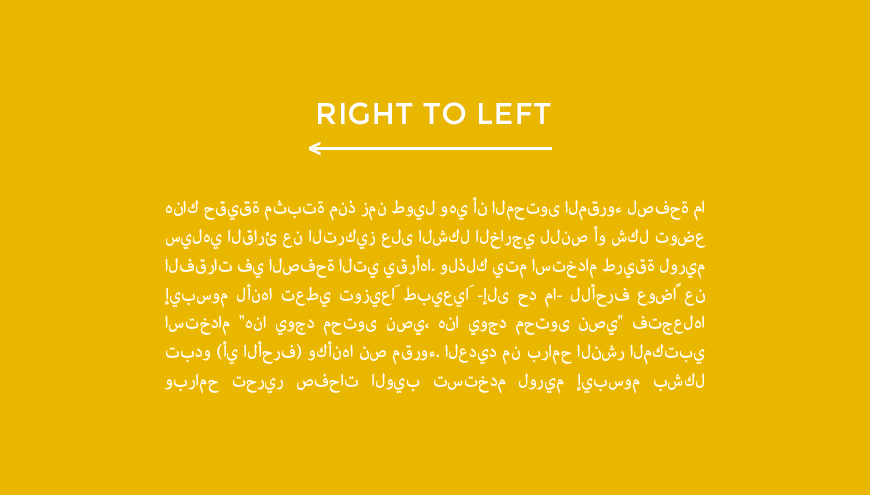 RIGHT TO LEFT
هناك حقيقة مثبتة منذ زمن طويل وهي أن المحتوى المقروء لصفحة ما
سيلهي القارئ عن التركيز على الشكل الخارجي للنص أو شكل توضع
الفقرات في الصفحة التي يقرأها. ولذلك يتم استخدام طريقة لوريم
إيبسوم لأنها تعطي توزيعاَ طبيعياَ -إلى حد ما- للأحرف عوضاً عن
استخدام "هنا يوجد محتوى نصي، هنا يوجد محتوى نصي" فتجعلها
تبدو (أي الأحرف) وكأنها نص مقروء. العديد من برامح النشر المكتبي
وبرامح تحرير صفحات الويب تستخدم لوريم إيبسوم بشكل